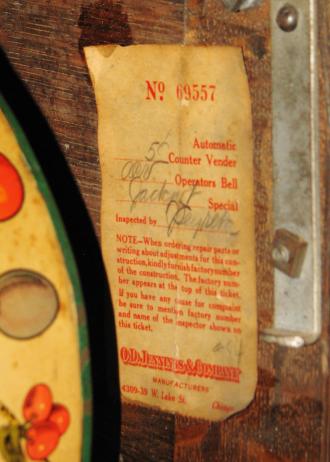 No 69557
Automatic
5¢ Counter Vender
Operators Bell
Jackpot Special
Inspected by
NOTE—When ordering repair parts or
writing about adjustments for this con-
struction, kindly furnish factory number
of the construction. The factory num-
ber appears at the top of this ticket.
If you have any cause for complaint
be sure to mention factory number
and name of the inspector shown on
this ticket.
O.D. JENNINGS & COMPANY
MANUFACTURERS
4309-39 W. Lake St. Chicago